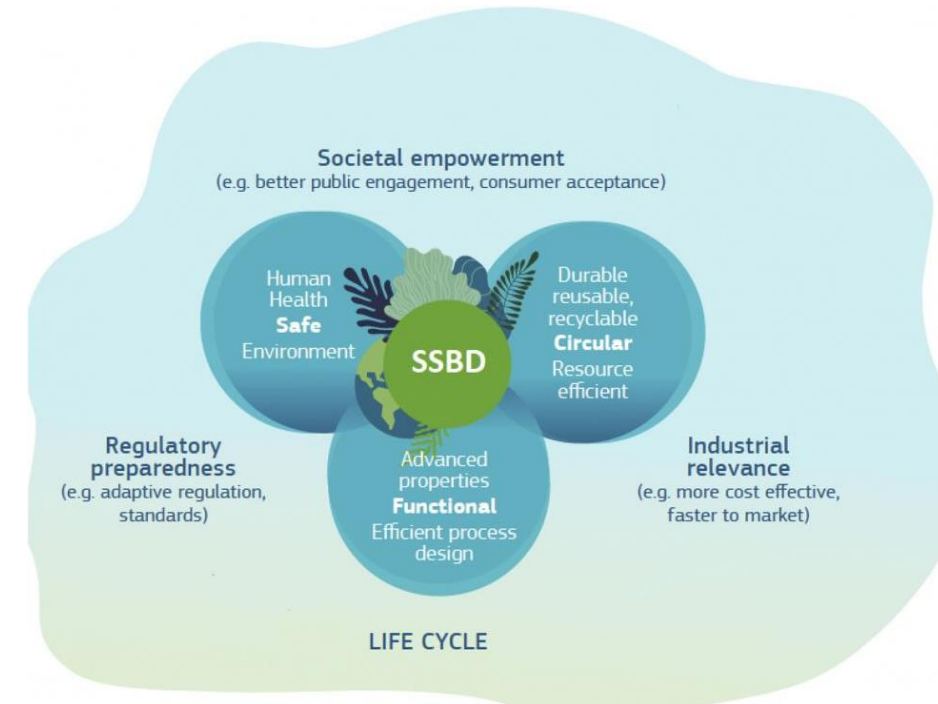 Societal empowerment
(e.g. better public engagement, consumer acceptance)
Human
Health
Safe
Environment
SSBD
Durable
reusable,
recyclable
Circular
Resource
efficient
Regulatory
preparedness
(e.g. adaptive regulation,
standards)
Advanced
properties
Functional
Efficient process
design
Industrial
relevance
(e.g. more cost effective,
faster to market)
LIFE CYCLE